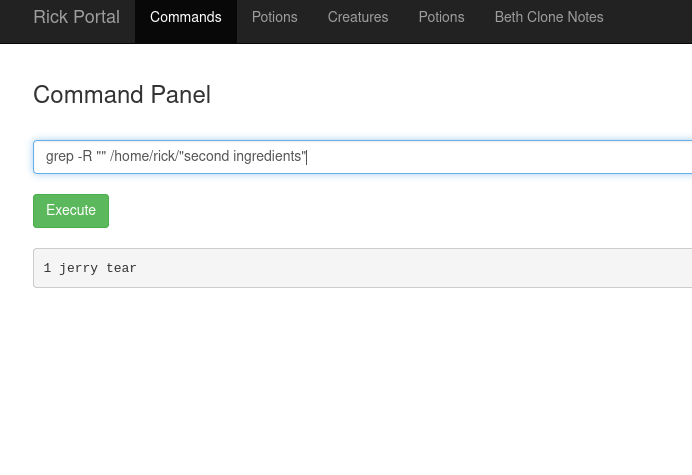 Rick Portal Commands Potions Creatures Potions Beth Clone Notes
Command Panel
grep -R "" /home/rick/"second ingredients"
Execute
1 jerry tear